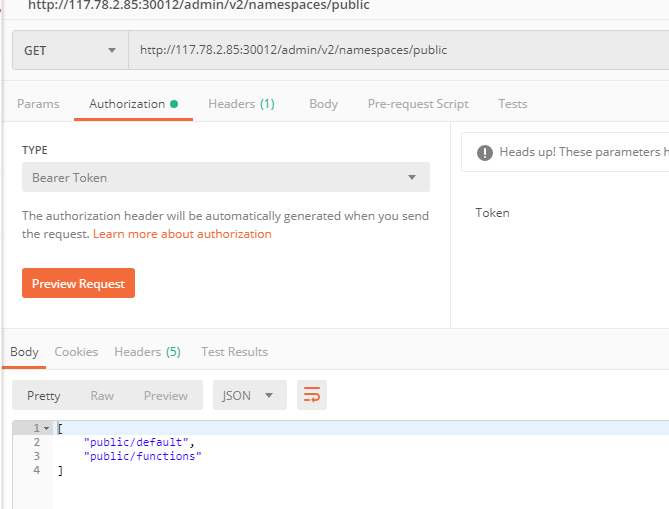 http://117.78.2.85:30012/admin/v2/namespaces/public
GET http://117.78.2.85:30012/admin/v2/namespaces/public
Params Authorization Headers (1) Body Pre-request Script Tests
TYPE
Bearer Token
The authorization header will be automatically generated when you send
the request. Learn more about authorization
Preview Request
Heads up! These parameters h
Token
Body Cookies Headers (5) Test Results
Pretty Raw Preview JSON
1 [
2 "public/default",
3 "public/functions"
4 ]